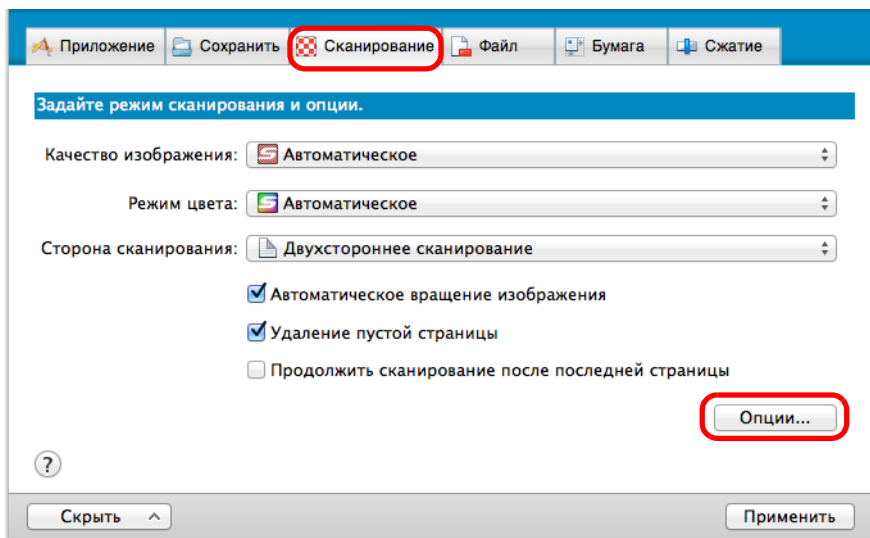 Приложение Сохранить Сканирование Файл Бумага Сжатие
Задайте режим сканирования и опции.
Качество изображения: Автоматическое
Режим цвета: Автоматическое
Сторона сканирования: Двухстороннее сканирование
Автоматическое вращение изображения
Удаление пустой страницы
Продолжить сканирование после последней страницы
Опции...
?
Скрыть Применить